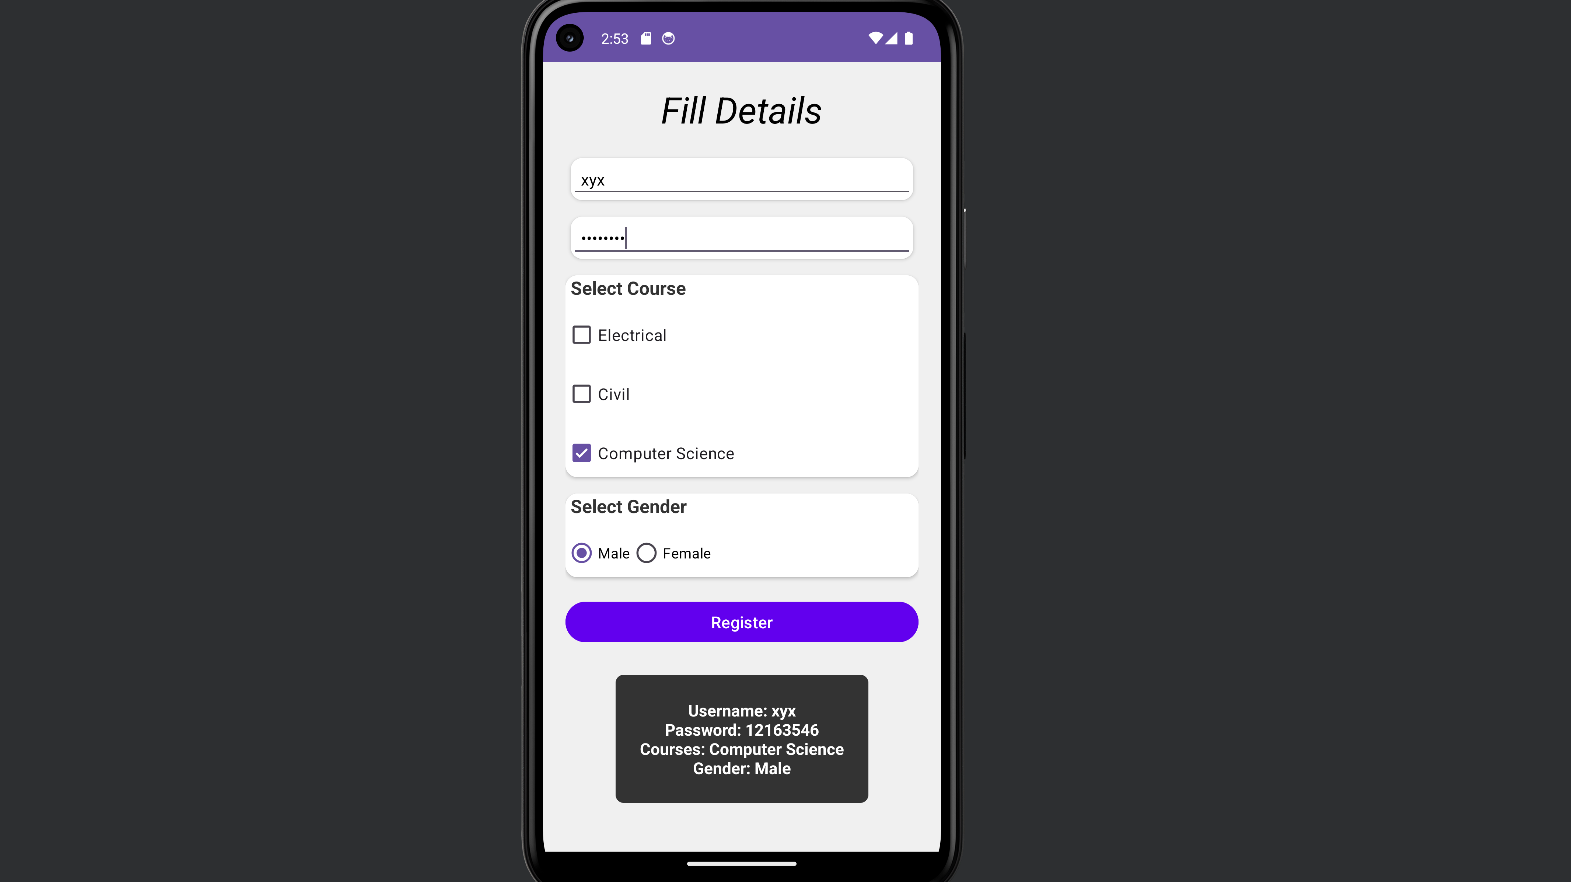 2:53
Fill Details
xyx
••••••••
Select Course
Electrical
Civil
Computer Science
Select Gender
Male Female
Register
Username: xyx
Password: 12163546
Courses: Computer Science
Gender: Male